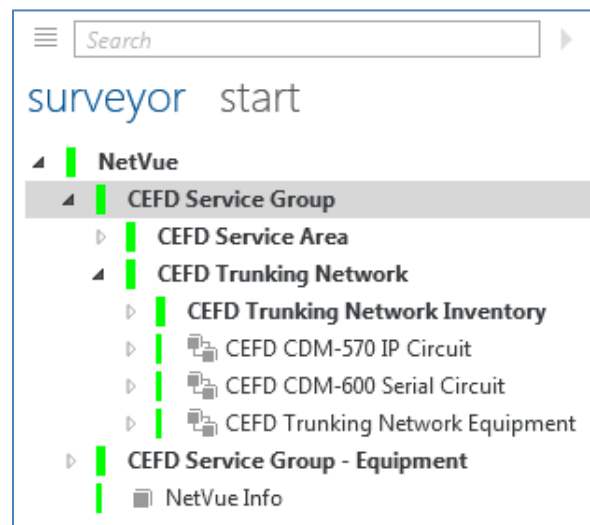 Search
surveyor start
NetVue
CEFD Service Group
CEFD Service Area
CEFD Trunking Network
CEFD Trunking Network Inventory
CEFD CDM-570 IP Circuit
CEFD CDM-600 Serial Circuit
CEFD Trunking Network Equipment
CEFD Service Group - Equipment
NetVue Info